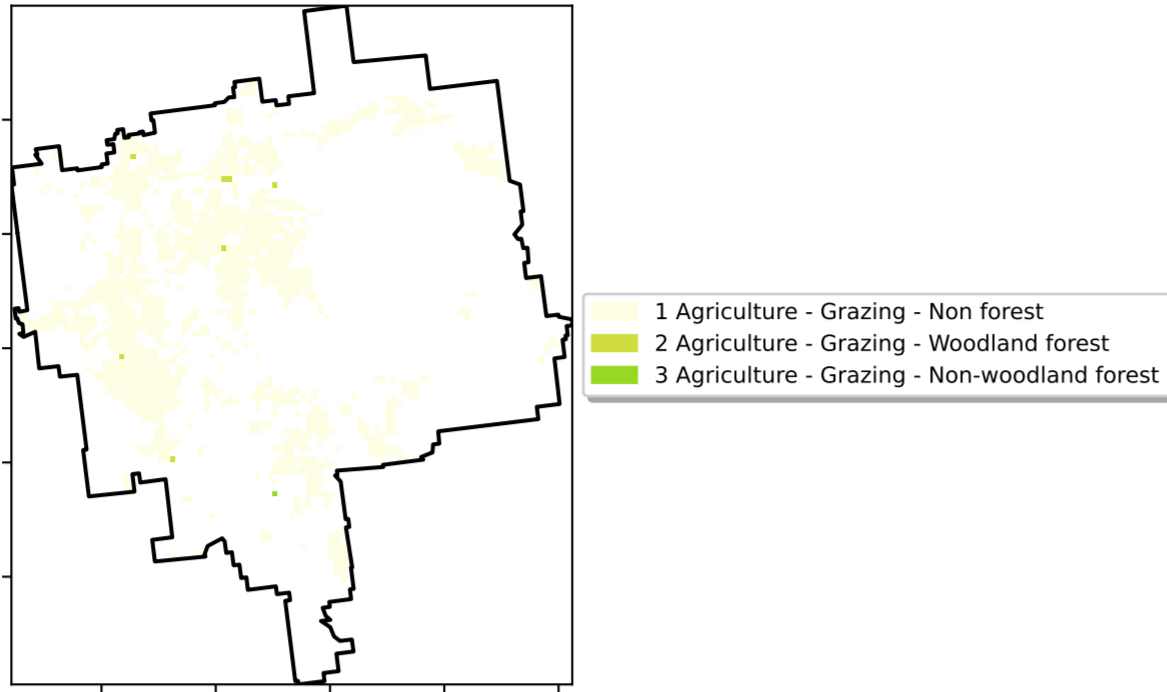 1 Agriculture - Grazing - Non forest
2 Agriculture - Grazing - Woodland forest
3 Agriculture - Grazing - Non-woodland forest